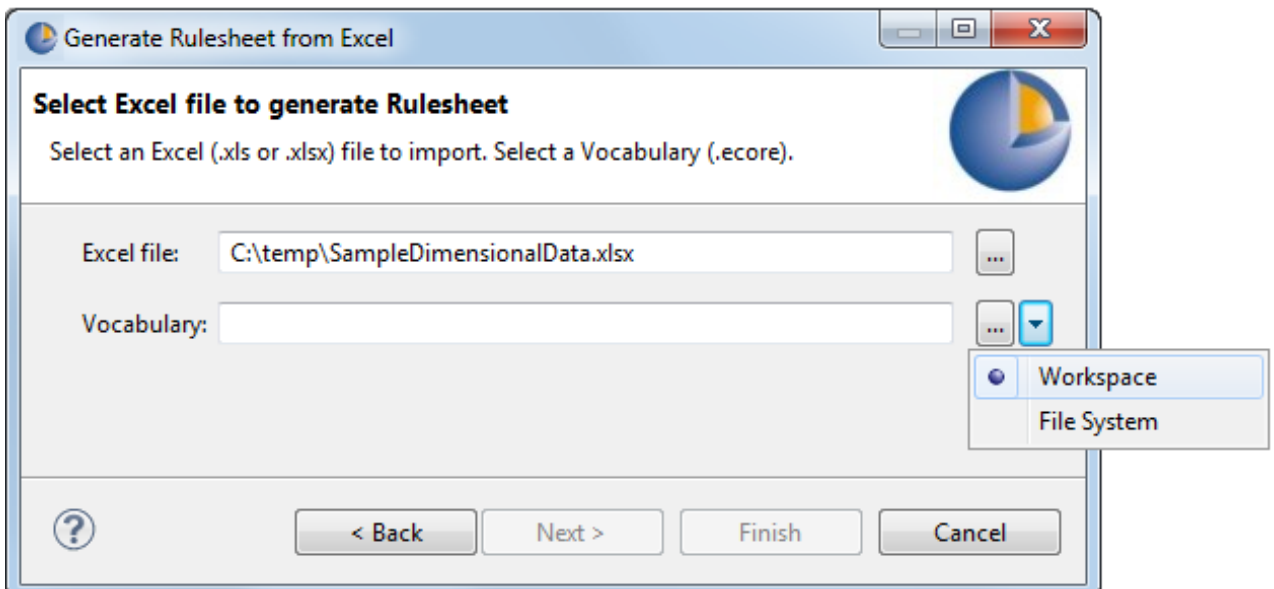 Generate Rulesheet from Excel
Select Excel file to generate Rulesheet
Select an Excel (.xls or .xlsx) file to import. Select a Vocabulary (.ecore).
Excel file: C:\temp\SampleDimensionalData.xlsx ...
Vocabulary: ...
Workspace
File System
? < Back Next > Finish Cancel